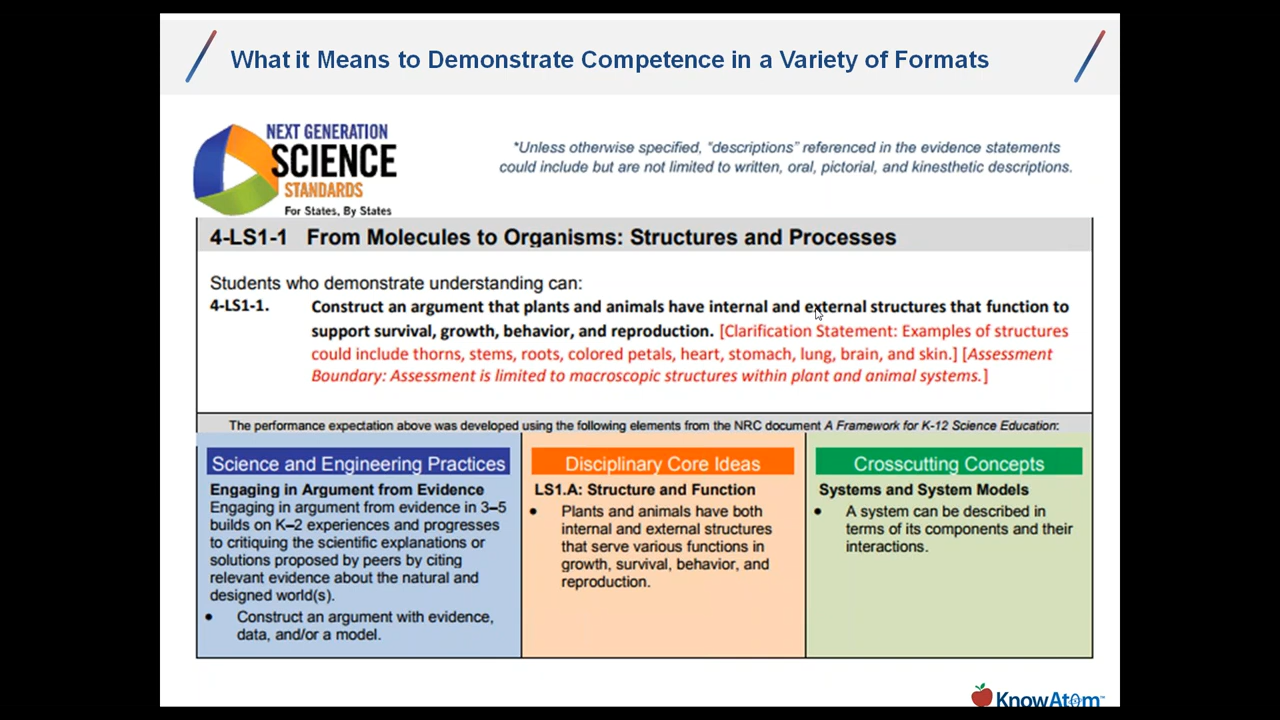 What it Means to Demonstrate Competence in a Variety of Formats
NEXT GENERATION
SCIENCE
STANDARDS
For States, By States
*Unless otherwise specified, “descriptions” referenced in the evidence statements
could include but are not limited to written, oral, pictorial, and kinesthetic descriptions.
4-LS1-1 From Molecules to Organisms: Structures and Processes
Students who demonstrate understanding can:
4-LS1-1. Construct an argument that plants and animals have internal and external structures that function to
support survival, growth, behavior, and reproduction. [Clarification Statement: Examples of structures
could include thorns, stems, roots, colored petals, heart, stomach, lung, brain, and skin.] [Assessment
Boundary: Assessment is limited to macroscopic structures within plant and animal systems.]
The performance expectation above was developed using the following elements from the NRC document A Framework for K-12 Science Education:
Science and Engineering Practices
Engaging in Argument from Evidence
Engaging in argument from evidence in 3–5
builds on K–2 experiences and progresses
to critiquing the scientific explanations or
solutions proposed by peers by citing
relevant evidence about the natural and
designed world(s).
• Construct an argument with evidence,
data, and/or a model.
Disciplinary Core Ideas
LS1.A: Structure and Function
• Plants and animals have both
internal and external structures
that serve various functions in
growth, survival, behavior, and
reproduction.
Crosscutting Concepts
Systems and System Models
• A system can be described in
terms of its components and their
interactions.
KnowAtom™